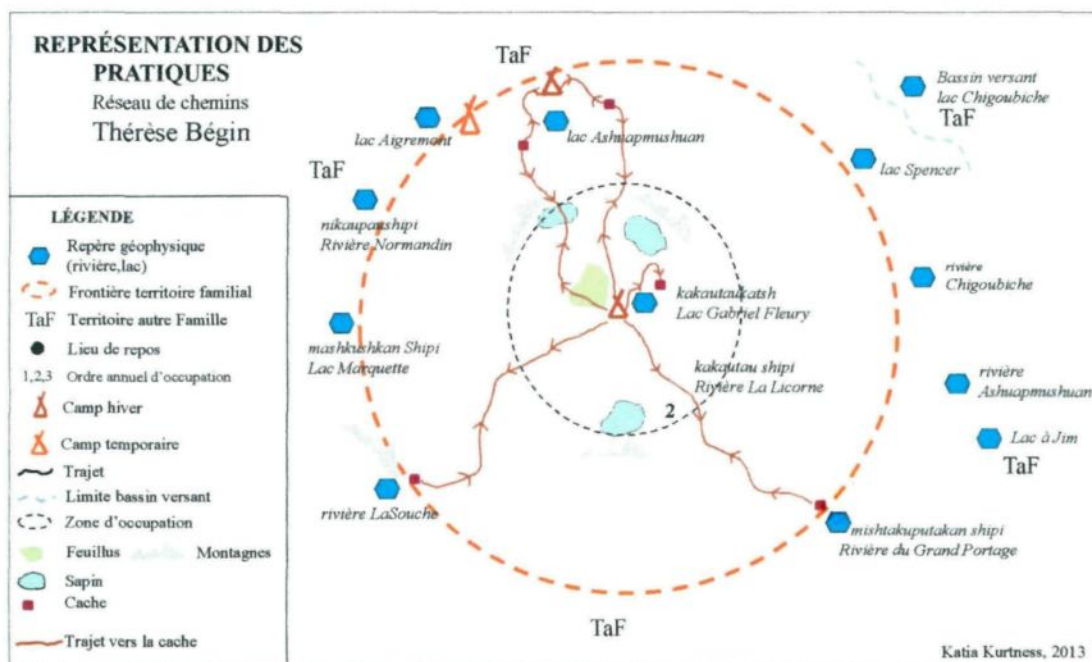 REPRÉSENTATION DES
PRATIQUES
Réseau de chemins
Thérèse Bégin
LÉGENDE
Repère géophysique
(rivière,lac)
Frontière territoire familial
TaF Territoire autre Famille
Lieu de repos
1,2,3 Ordre annuel d'occupation
Camp hiver
Camp temporaire
Trajet
Limite bassin versant
Zone d'occupation
Feuillus Montagnes
Sapin
Cache
Trajet vers la cache
TaF
lac Aigremont
lac Ashuapmushuan
Bassin versant
lac Chigoubiche
TaF
lac Spencer
TaF
nikaupaushipi
Rivière Normandin
rivière
Chigoubiche
kakautaukatsh
Lac Gabriel Fleury
mashkushkan Shipi
Lac Marquette
kakautau shipi
Rivière La Licorne
2
rivière
Ashuapmushuan
Lac à Jim
TaF
rivière LaSouche
mishtakuputakan shipi
Rivière du Grand Portage
TaF
Katia Kurtness, 2013